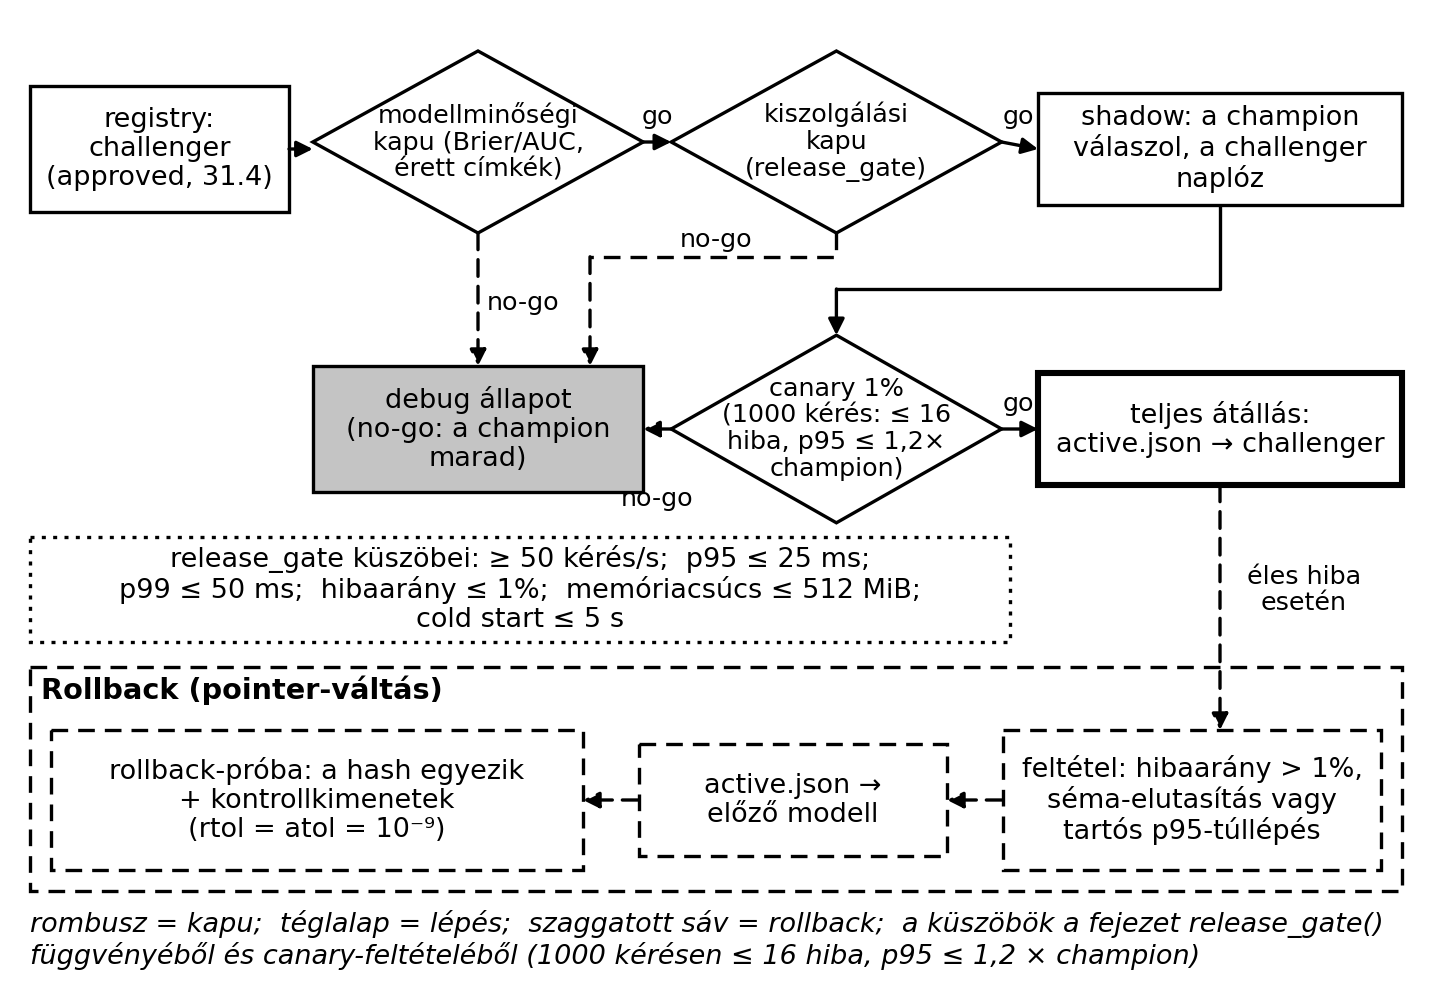 registry:
challenger
(approved, 31.4)
modellminőségi
kapu (Brier/AUC,
érett címkék)
go
kiszolgálási
kapu
(release_gate)
go
shadow: a champion
válaszol, a challenger
naplóz
no-go
no-go
debug állapot
(no-go: a champion
marad)
no-go
canary 1%
(1000 kérés: ≤ 16
hiba, p95 ≤ 1,2×
champion)
go
teljes átállás:
active.json → challenger
release_gate küszöbei: ≥ 50 kérés/s;  p95 ≤ 25 ms;
p99 ≤ 50 ms;  hibaarány ≤ 1%;  memóriacsúcs ≤ 512 MiB;
cold start ≤ 5 s
éles hiba
esetén
Rollback (pointer-váltás)
rollback-próba: a hash egyezik
+ kontrollkimenetek
(rtol = atol = 10⁻⁹)
active.json →
előző modell
feltétel: hibaarány > 1%,
séma-elutasítás vagy
tartós p95-túllépés
rombusz = kapu;  téglalap = lépés;  szaggatott sáv = rollback;  a küszöbök a fejezet release_gate()
függvényéből és canary-feltételéből (1000 kérésen ≤ 16 hiba, p95 ≤ 1,2 × champion)